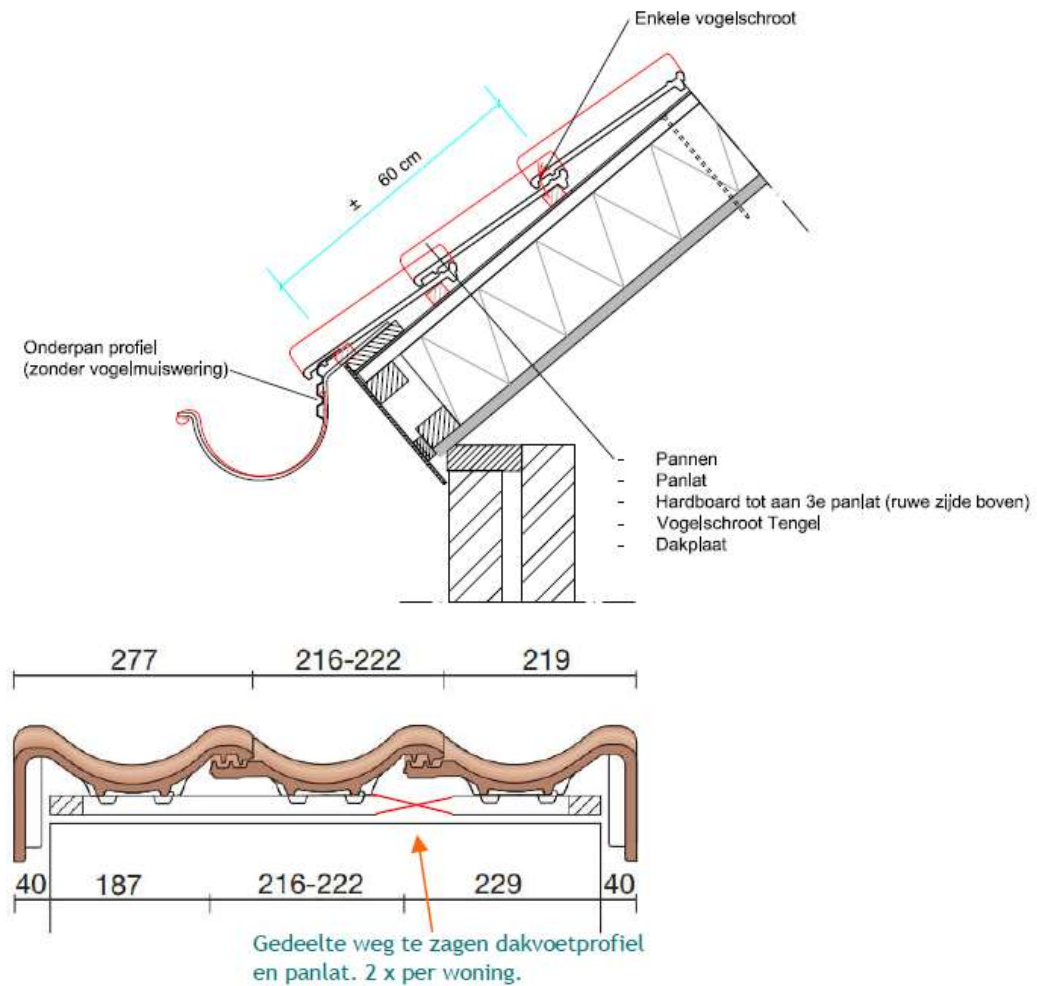 Enkele vogelschroot
± 60 cm
Onderpan profiel
(zonder vogelmuiswering)
- Pannen
- Panlat
- Hardboard tot aan 3e panlat (ruwe zijde boven)
- Vogelschroot Tengel
- Dakplaat
277 216-222 219
40 187 216-222 229 40
Gedeelte weg te zagen dakvoetprofiel
en panlat. 2 x per woning.